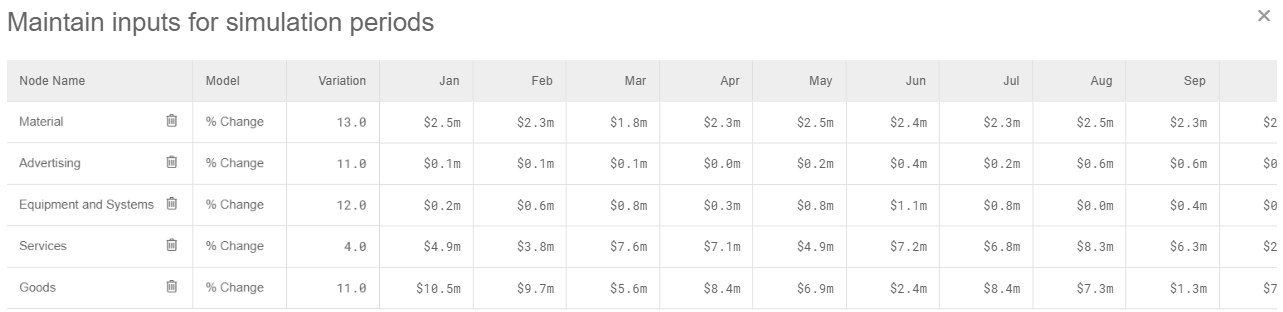 Maintain inputs for simulation periods
Node Name Model Variation Jan Feb Mar Apr May Jun Jul Aug Sep
Material % Change 13.0 $2.5m $2.3m $1.8m $2.3m $2.5m $2.4m $2.3m $2.5m $2.3m $2
Advertising % Change 11.0 $0.1m $0.1m $0.1m $0.0m $0.2m $0.4m $0.2m $0.6m $0.6m $0
Equipment and Systems % Change 12.0 $0.2m $0.6m $0.8m $0.3m $0.8m $1.1m $0.8m $0.0m $0.4m $0
Services % Change 4.0 $4.9m $3.8m $7.6m $7.1m $4.9m $7.2m $6.8m $8.3m $6.3m $2
Goods % Change 11.0 $10.5m $9.7m $5.6m $8.4m $6.9m $2.4m $8.4m $7.3m $1.3m $7